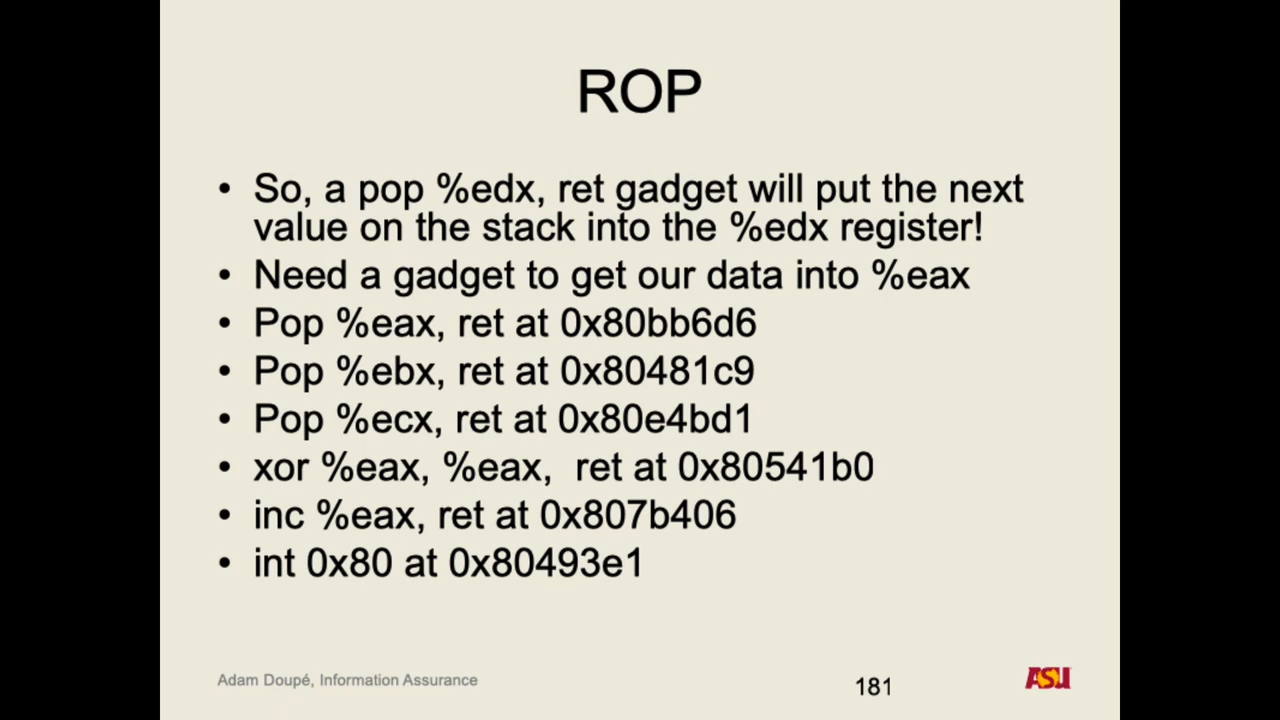 ROP
• So, a pop %edx, ret gadget will put the next
value on the stack into the %edx register!
• Need a gadget to get our data into %eax
• Pop %eax, ret at 0x80bb6d6
• Pop %ebx, ret at 0x80481c9
• Pop %ecx, ret at 0x80e4bd1
• xor %eax, %eax,  ret at 0x80541b0
• inc %eax, ret at 0x807b406
• int 0x80 at 0x80493e1
Adam Doupé, Information Assurance
181
ASU